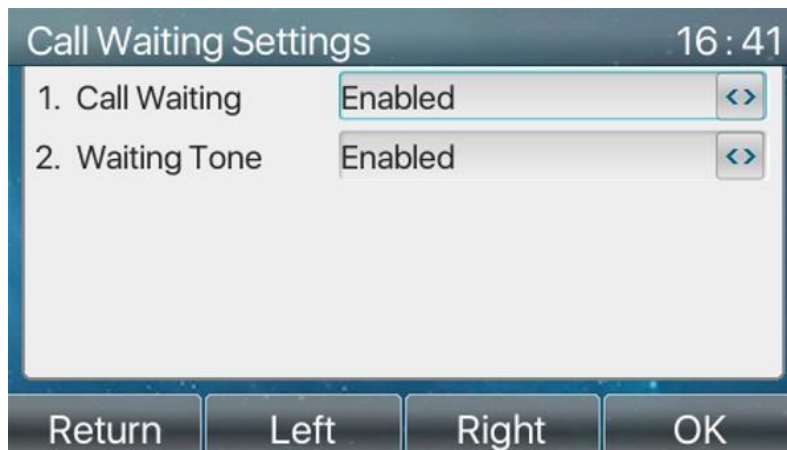 Call Waiting Settings 16:41
1. Call Waiting Enabled <>
2. Waiting Tone Enabled <>
Return Left Right OK